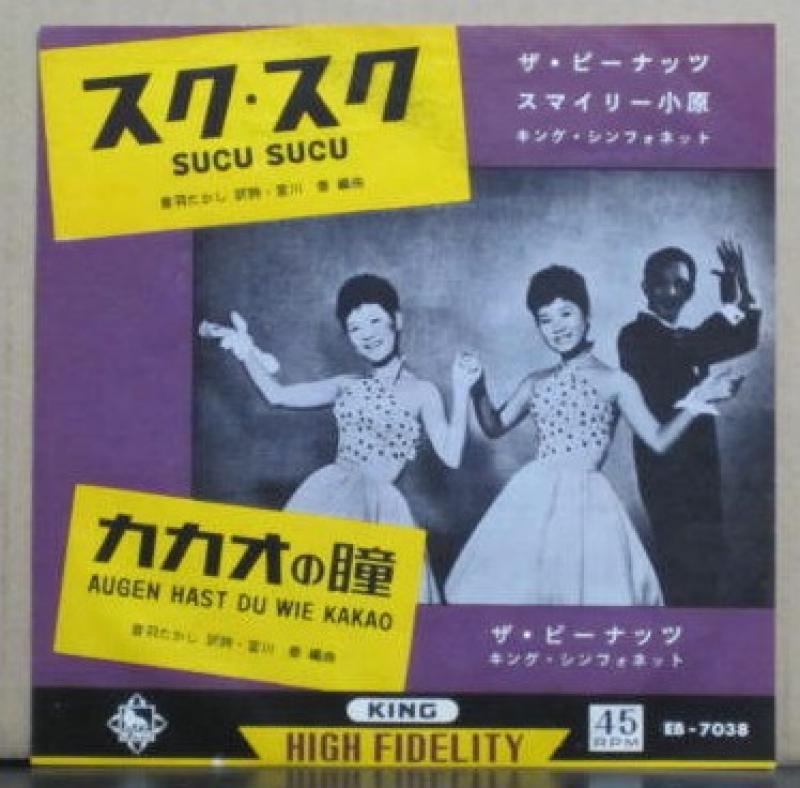 スク・スク
SUCU SUCU
音羽たかし 訳詩・宮川 泰 編曲
ザ・ピーナッツ
スマイリー小原
キング・シンフォネット
カカオの瞳
AUGEN HAST DU WIE KAKAO
音羽たかし 訳詩・宮川 泰 編曲
ザ・ピーナッツ
キング・シンフォネット
KING
HIGH FIDELITY
45
RPM
EB-7038